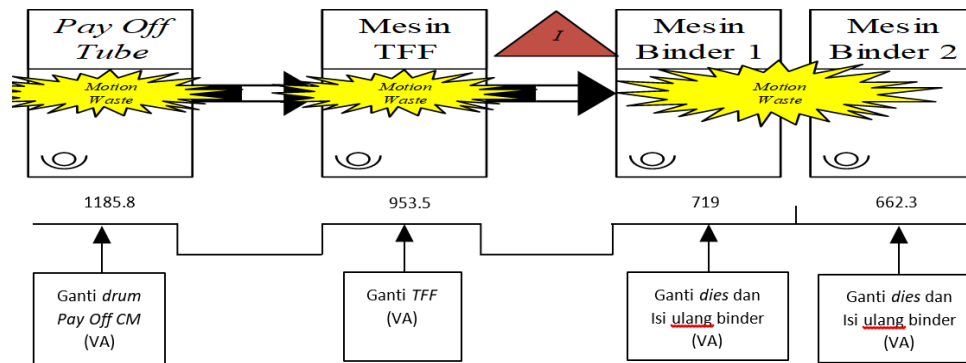 Pay Off
Tube
Mesin
TFF
I
Mesin
Binder 1
Mesin
Binder 2
Motion
Waste
Motion
Waste
Motion
Waste
1185.8
953.5
719
662.3
Ganti drum
Pay Off CM
(VA)
Ganti TFF
(VA)
Ganti dies dan
Isi ulang binder
(VA)
Ganti dies dan
Isi ulang binder
(VA)